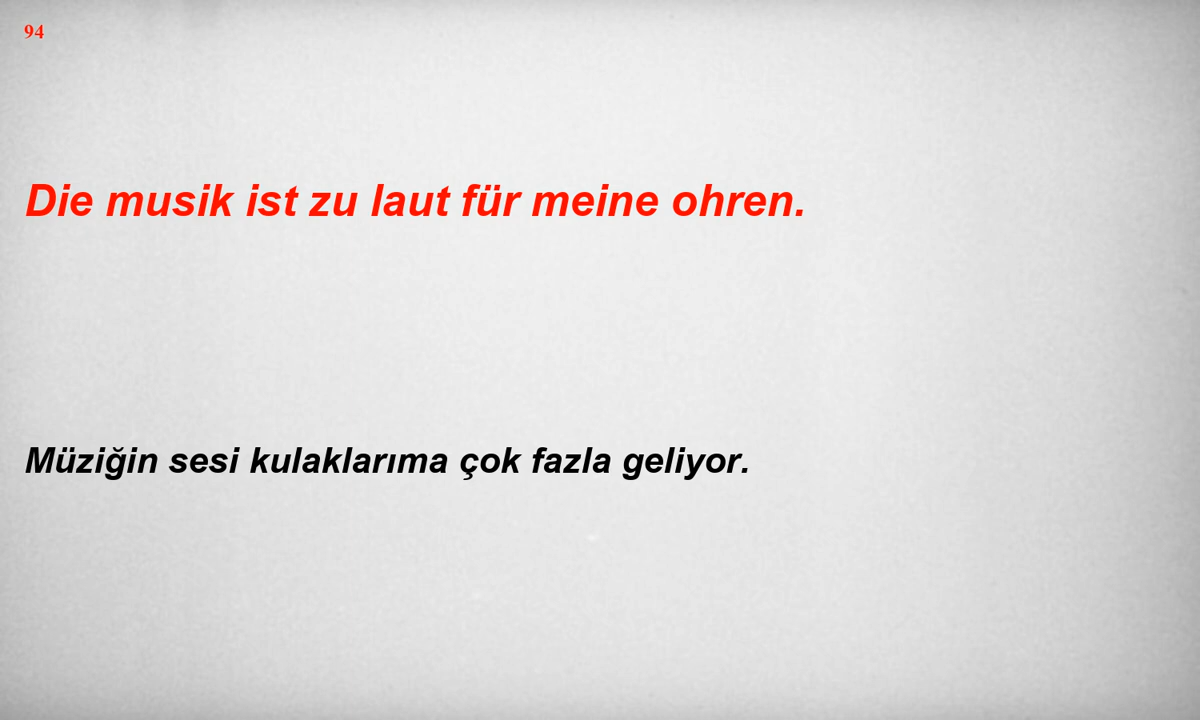 94
Die musik ist zu laut für meine ohren.
Müziğin sesi kulaklarıma çok fazla geliyor.